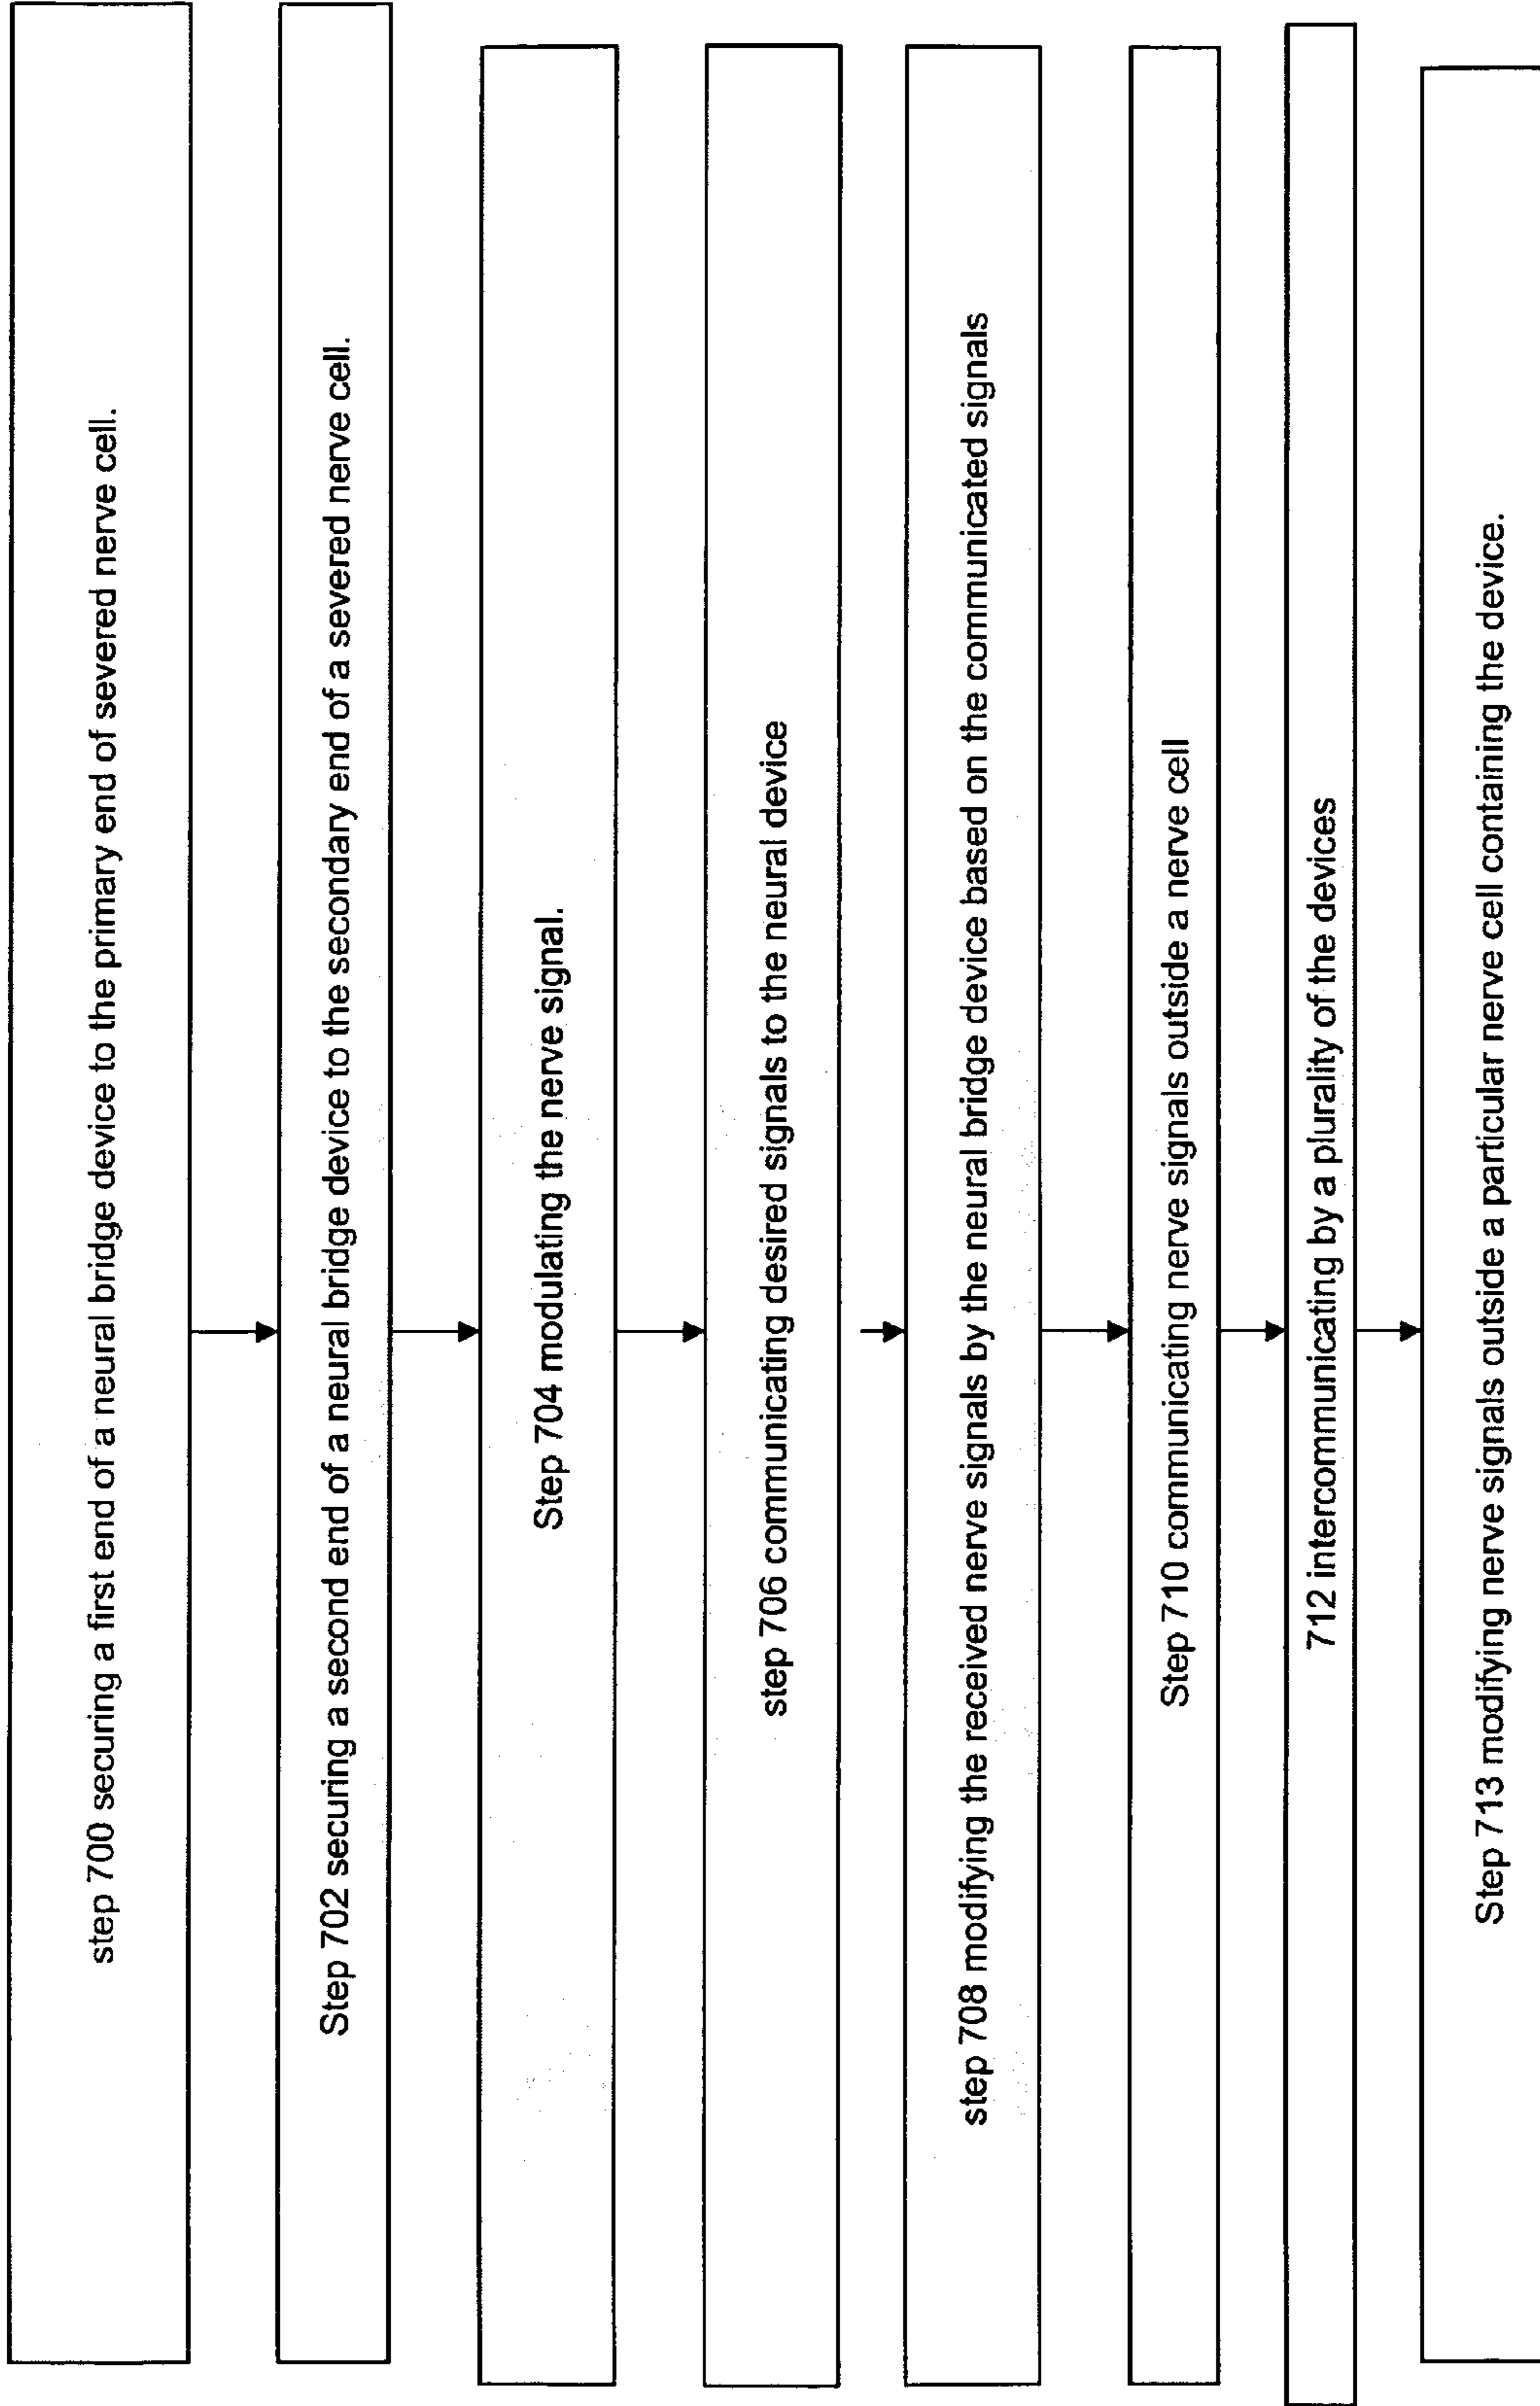 step 700 securing a first end of a neural bridge device to the primary end of severed nerve cell.
Step 702 securing a second end of a neural bridge device to the secondary end of a severed nerve cell.
Step 704 modulating the nerve signal.
step 706 communicating desired signals to the neural device
step 708 modifying the received nerve signals by the neural bridge device based on the communicated signals
Step 710 communicating nerve signals outside a nerve cell
712 intercommunicating by a plurality of the devices
Step 713 modifying nerve signals outside a particular nerve cell containing the device.